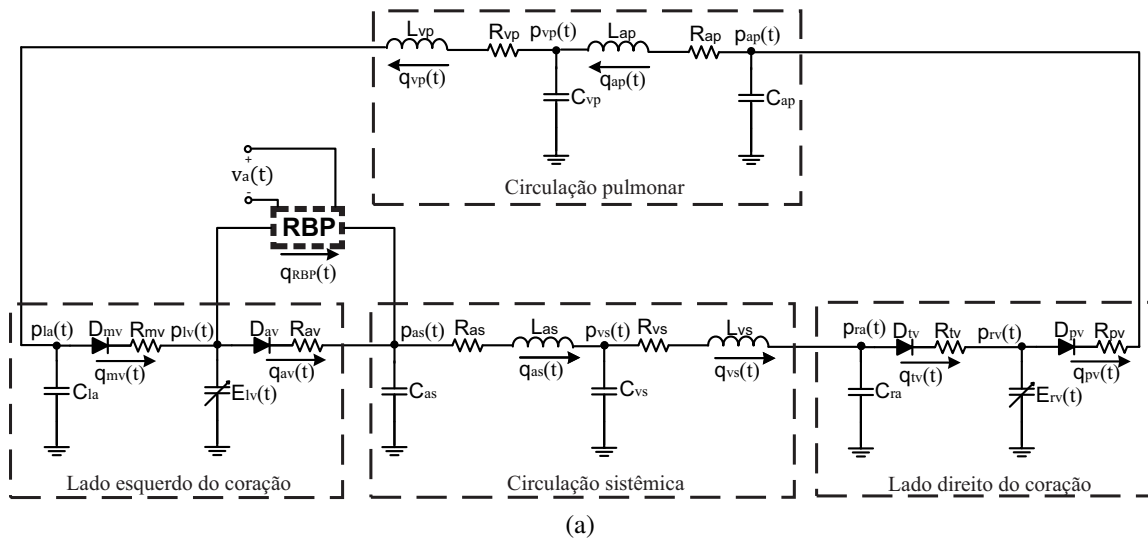 Lvp Rvp pvp(t) Lap Rap pap(t)
qvp(t) qap(t)
Cvp Cap
Circulação pulmonar
+
va(t)
-
RBP
qRBP(t)
pla(t) Dmv Rmv plv(t) Dav Rav
qmv(t) qav(t)
Cla Elv(t)
Lado esquerdo do coração
pas(t) Ras Las pvs(t) Rvs Lvs
qas(t) qvs(t)
Cas Cvs
Circulação sistêmica
pra(t) Dtv Rtv prv(t) Dpv Rpv
qtv(t) qpv(t)
Cra Erv(t)
Lado direito do coração
(a)